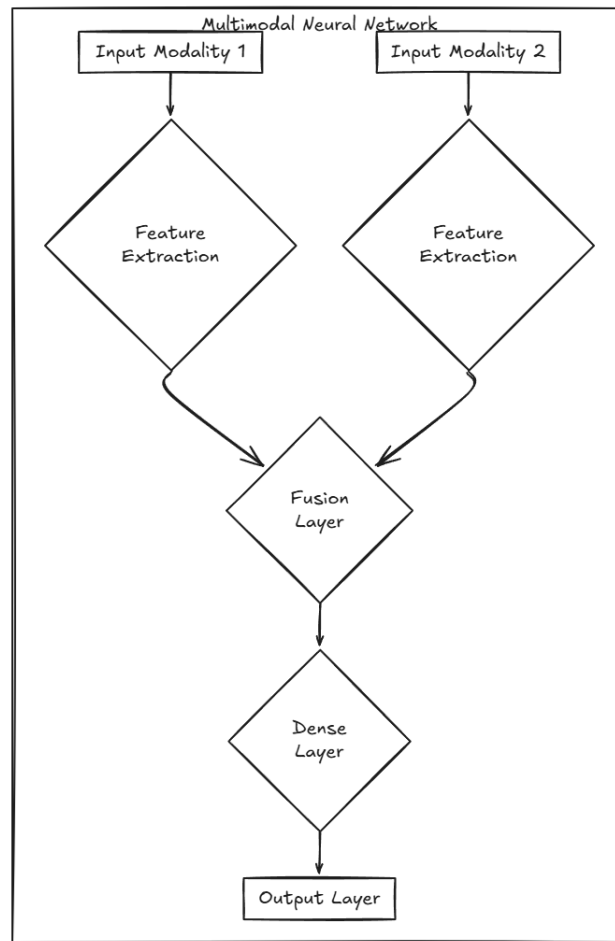 Multimodal Neural Network
Input Modality 1
Input Modality 2
Feature
Extraction
Feature
Extraction
Fusion
Layer
Dense
Layer
Output Layer